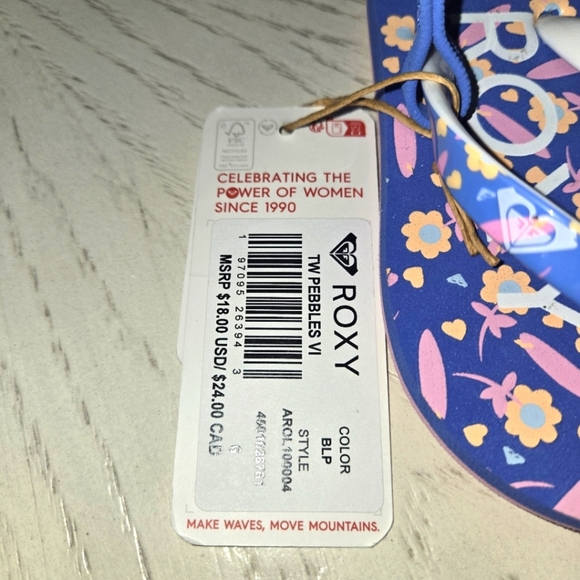 CELEBRATING THE
POWER OF WOMEN
SINCE 1990
ROXY
TW PEBBLES VI
1 97095 26394 3
MSRP $18.00 USD/ $24.00 CAD
COLOR
BLP
STYLE
AROL100004
MAKE WAVES, MOVE MOUNTAINS.
ROXY